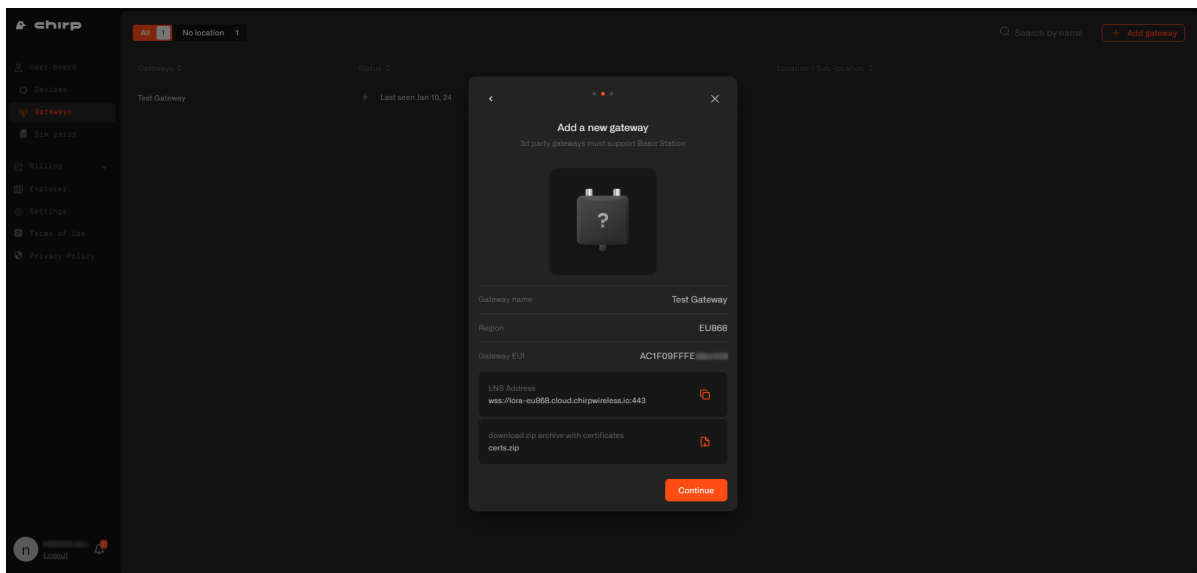 chirp
All 1
No location 1
Search by name
+ Add gateway
User board
Devices
Gateways
Sim cards
Billing
Explorer
Settings
Terms of Use
Privacy Policy
Gateways
Status
Location / Sub-location
Test Gateway
Last seen Jan 10, 24
Add a new gateway
3d party gateways must support Basic Station
?
Gateway name
Test Gateway
Region
EU868
Gateway EUI
AC1F09FFFE
LNS Address
wss://lora-eu868.cloud.chirpwireless.io:443
download zip archive with certificates
certs.zip
Continue
n
Logout